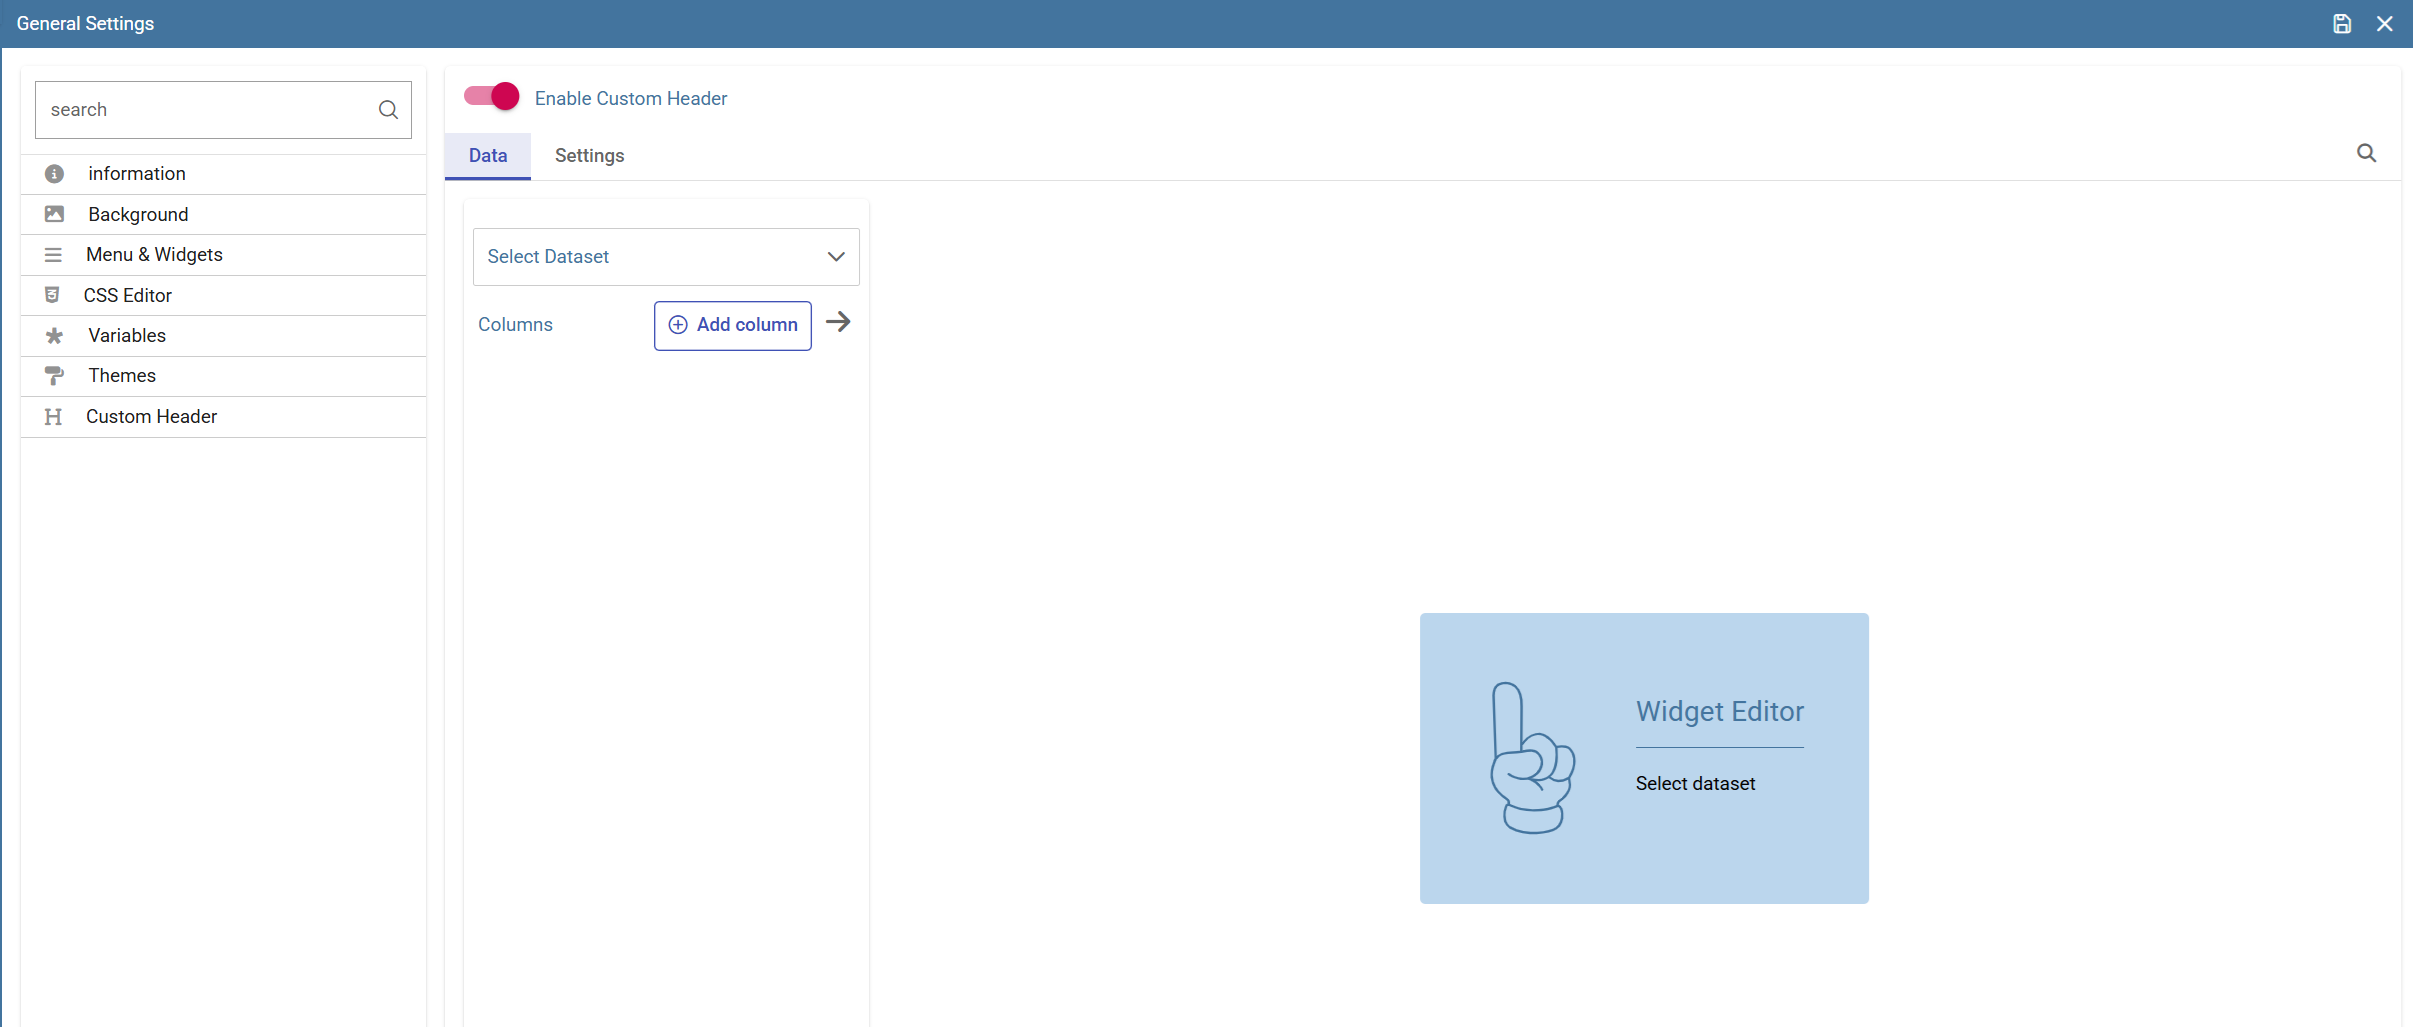 General Settings
search
information
Background
Menu & Widgets
CSS Editor
Variables
Themes
Custom Header
Enable Custom Header
Data Settings
Select Dataset
Columns Add column
Widget Editor
Select dataset